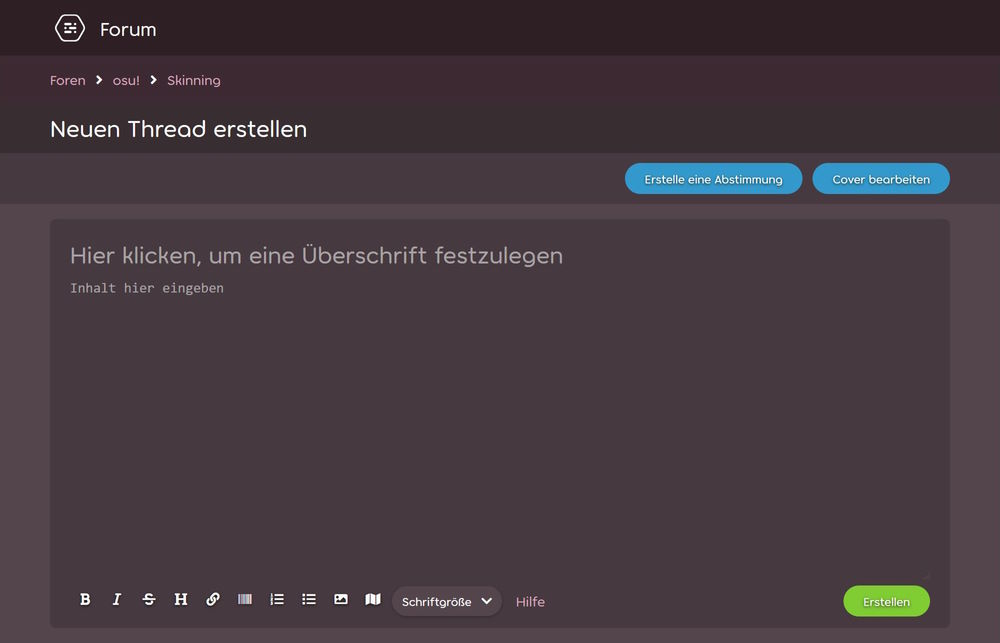 Forum
Foren > osu! > Skinning
Neuen Thread erstellen
Erstelle eine Abstimmung Cover bearbeiten
Hier klicken, um eine Überschrift festzulegen
Inhalt hier eingeben
B I S H Schriftgröße Hilfe Erstellen